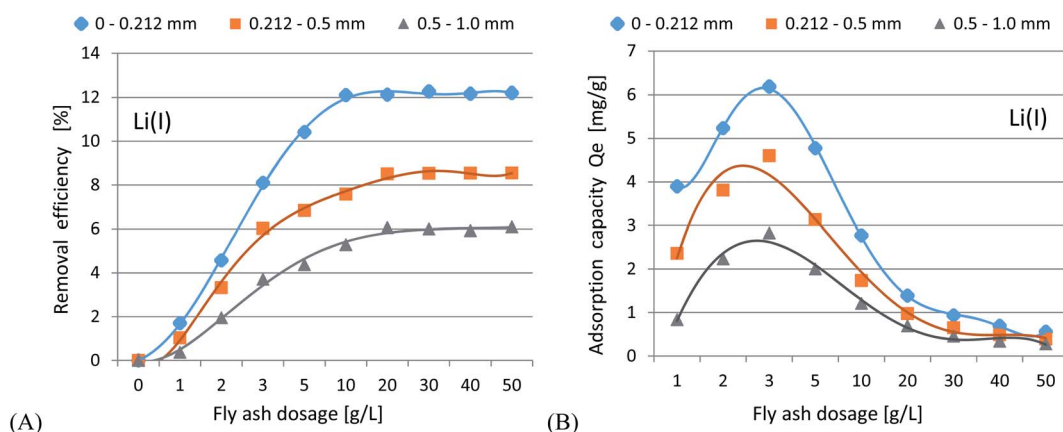 0 - 0.212 mm 0.212 - 0.5 mm 0.5 - 1.0 mm
14
12
10
8
6
4
2
0
Removal efficiency [%]
Li(I)
0 1 2 3 5 10 20 30 40 50
Fly ash dosage [g/L]
(A)
0 - 0.212 mm 0.212 - 0.5 mm 0.5 - 1.0 mm
7
6
5
4
3
2
1
0
Adsorption capacity Qe [mg/g]
Li(I)
1 2 3 5 10 20 30 40 50
Fly ash dosage [g/L]
(B)